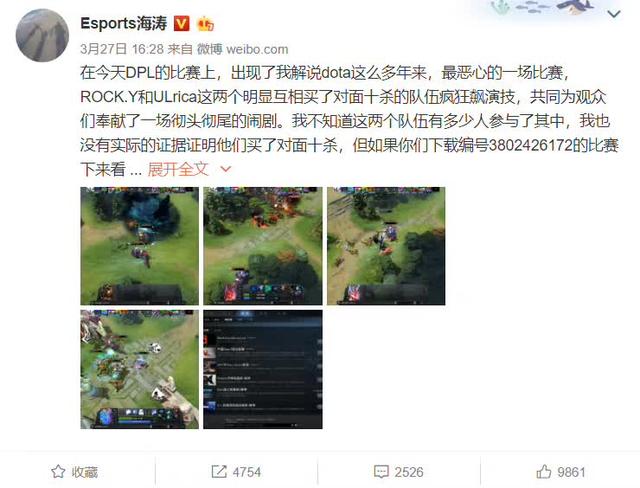 Esports海涛
3月27日 16:28 来自 微博 weibo.com
在今天DPL的比赛上，出现了我解说dota这么多年来，最恶心的一场比赛，
ROCK.Y和ULrica这两个明显互相买了对面十杀的队伍疯狂飙演技，共同为观众
们奉献了一场彻头彻尾的闹剧。我不知道这两个队伍有多少人参与了其中，我也
没有实际的证据证明他们买了对面十杀，但如果你们下载编号3802426172的比赛
下来看 ... 展开全文
收藏
4754
2526
9861